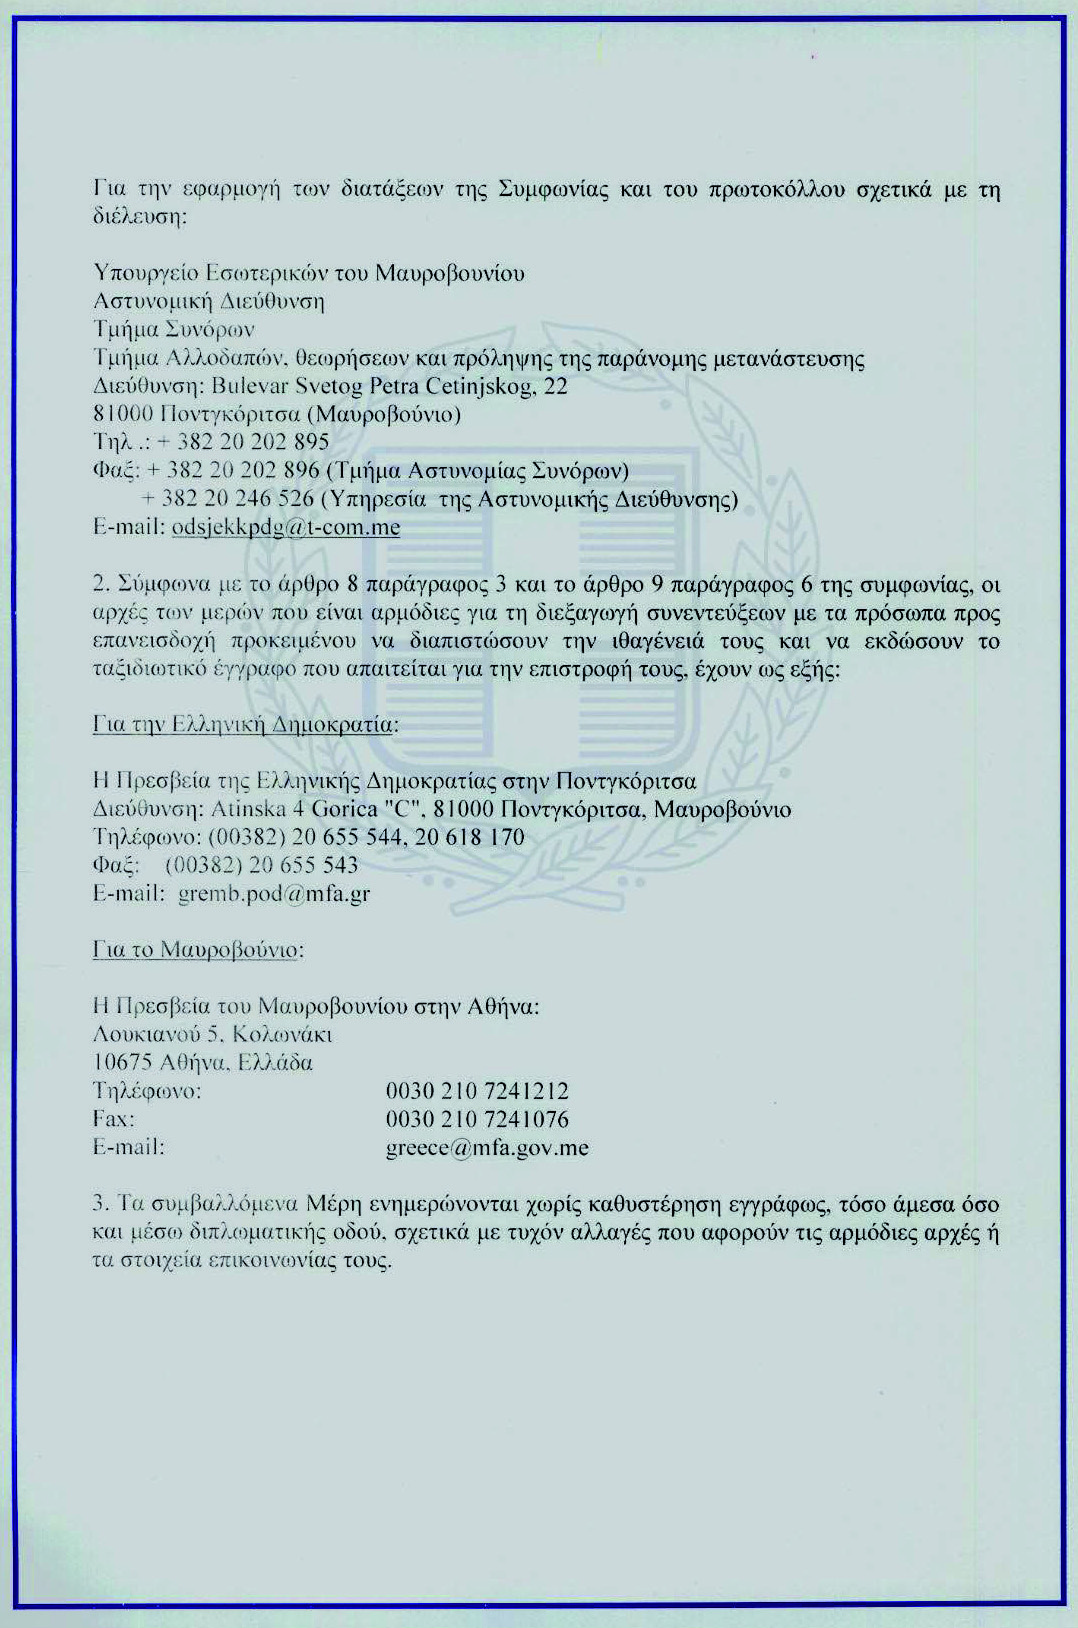 Για την εφαρμογή των διατάξεων της Συμφωνίας και του πρωτοκόλλου σχετικά με τη
διέλευση:
Υπουργείο Εσωτερικών του Μαυροβουνίου
Αστυνομική Διεύθυνση
Τμήμα Συνόρων
Τμήμα Αλλοδαπών, θεωρήσεων και πρόληψης της παράνομης μετανάστευσης
Διεύθυνση: Bulevar Svetog Petra Cetinjskog, 22
81000 Ποντγκόριτσα (Μαυροβούνιο)
Τηλ .: + 382 20 202 895
Φαξ: + 382 20 202 896 (Τμήμα Αστυνομίας Συνόρων)
+ 382 20 246 526 (Υπηρεσία της Αστυνομικής Διεύθυνσης)
E-mail: odsjekkpdg@t-com.me
2. Σύμφωνα με το άρθρο 8 παράγραφος 3 και το άρθρο 9 παράγραφος 6 της συμφωνίας, οι
αρχές των μερών που είναι αρμόδιες για τη διεξαγωγή συνεντεύξεων με τα πρόσωπα προς
επανεισδοχή προκειμένου να διαπιστώσουν την ιθαγένειά τους και να εκδώσουν το
ταξιδιωτικό έγγραφο που απαιτείται για την επιστροφή τους, έχουν ως εξής:
Για την Ελληνική Δημοκρατία:
Η Πρεσβεία της Ελληνικής Δημοκρατίας στην Ποντγκόριτσα
Διεύθυνση: Atinska 4 Gorica "C", 81000 Ποντγκόριτσα, Μαυροβούνιο
Τηλέφωνο: (00382) 20 655 544, 20 618 170
Φαξ: (00382) 20 655 543
E-mail: gremb.pod@mfa.gr
Για το Μαυροβούνιο:
Η Πρεσβεία του Μαυροβουνίου στην Αθήνα:
Λουκιανού 5, Κολωνάκι
10675 Αθήνα, Ελλάδα
Τηλέφωνο: 0030 210 7241212
Fax: 0030 210 7241076
E-mail: greece@mfa.gov.me
3. Τα συμβαλλόμενα Μέρη ενημερώνονται χωρίς καθυστέρηση εγγράφως, τόσο άμεσα όσο
και μέσω διπλωματικής οδού, σχετικά με τυχόν αλλαγές που αφορούν τις αρμόδιες αρχές ή
τα στοιχεία επικοινωνίας τους.